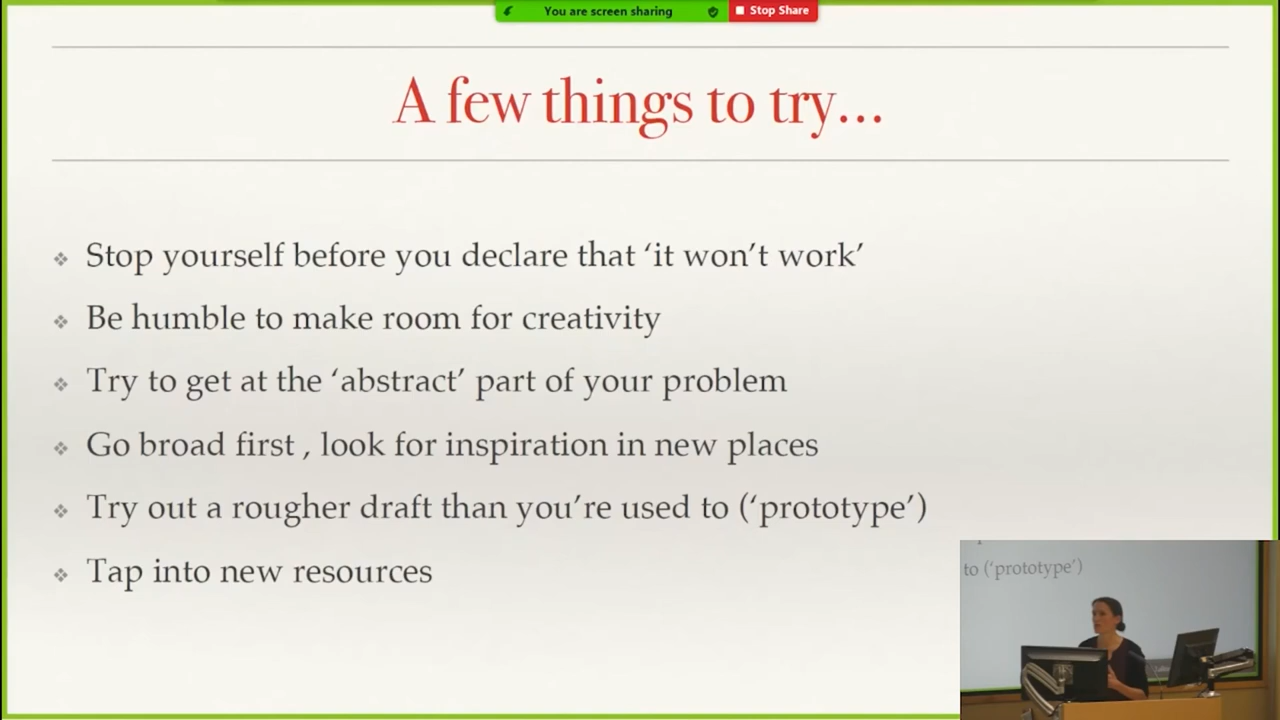 You are screen sharing
Stop Share
A few things to try...
Stop yourself before you declare that ‘it won’t work’
Be humble to make room for creativity
Try to get at the ‘abstract’ part of your problem
Go broad first , look for inspiration in new places
Try out a rougher draft than you’re used to (‘prototype’)
Tap into new resources
to (‘prototype’)